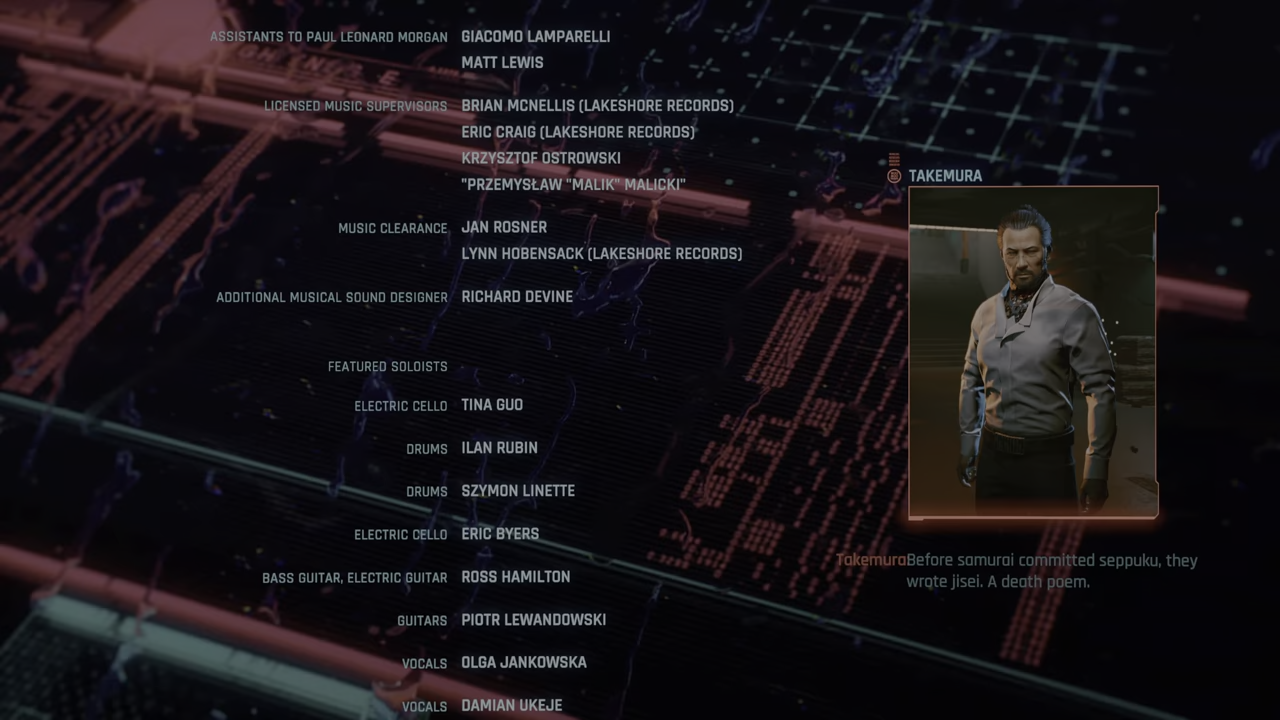 ASSISTANTS TO PAUL LEONARD MORGAN GIACOMO LAMPARELLI
MATT LEWIS
LICENSED MUSIC SUPERVISORS BRIAN MCNELLIS (LAKESHORE RECORDS)
ERIC CRAIG (LAKESHORE RECORDS)
KRZYSZTOF OSTROWSKI
"PRZEMYSŁAW "MALIK" MALICKI"
MUSIC CLEARANCE JAN ROSNER
LYNN HOBENSACK (LAKESHORE RECORDS)
ADDITIONAL MUSICAL SOUND DESIGNER RICHARD DEVINE
FEATURED SOLOISTS
ELECTRIC CELLO TINA GUO
DRUMS ILAN RUBIN
DRUMS SZYMON LINETTE
ELECTRIC CELLO ERIC BYERS
BASS GUITAR, ELECTRIC GUITAR ROSS HAMILTON
GUITARS PIOTR LEWANDOWSKI
VOCALS OLGA JANKOWSKA
VOCALS DAMIAN UKEJE
TAKEMURA
Takemura Before samurai committed seppuku, they
wrote jisei. A death poem.